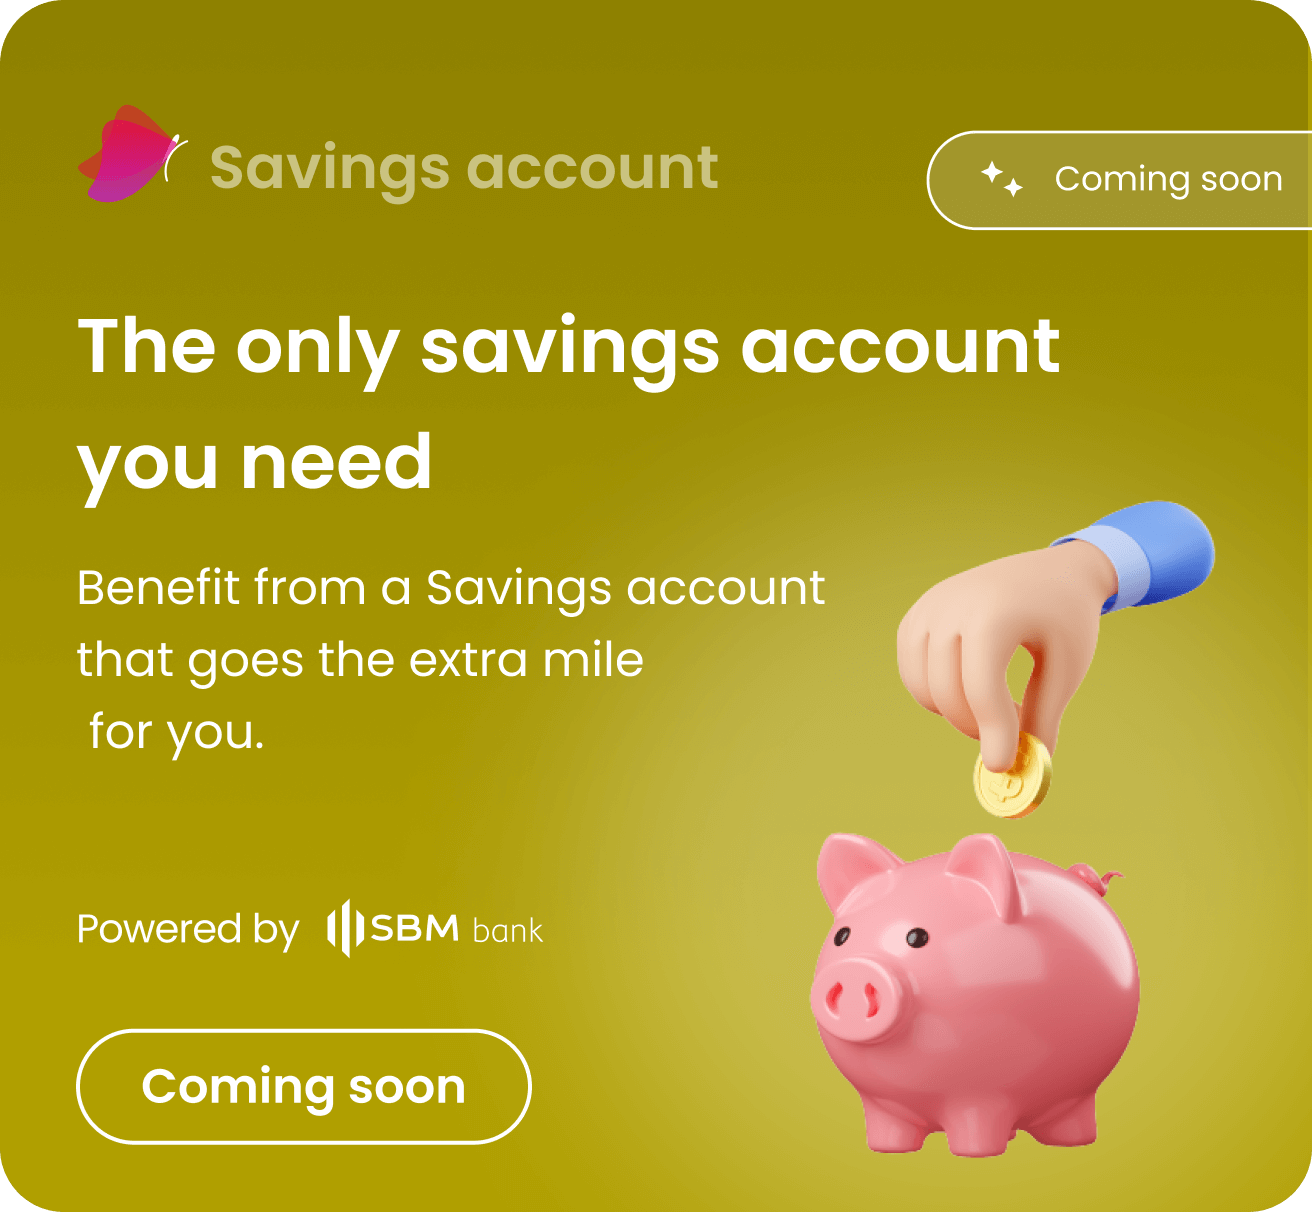 Savings account
Coming soon
The only savings account
you need
Benefit from a Savings account
that goes the extra mile
for you.
Powered by SBM bank
Coming soon